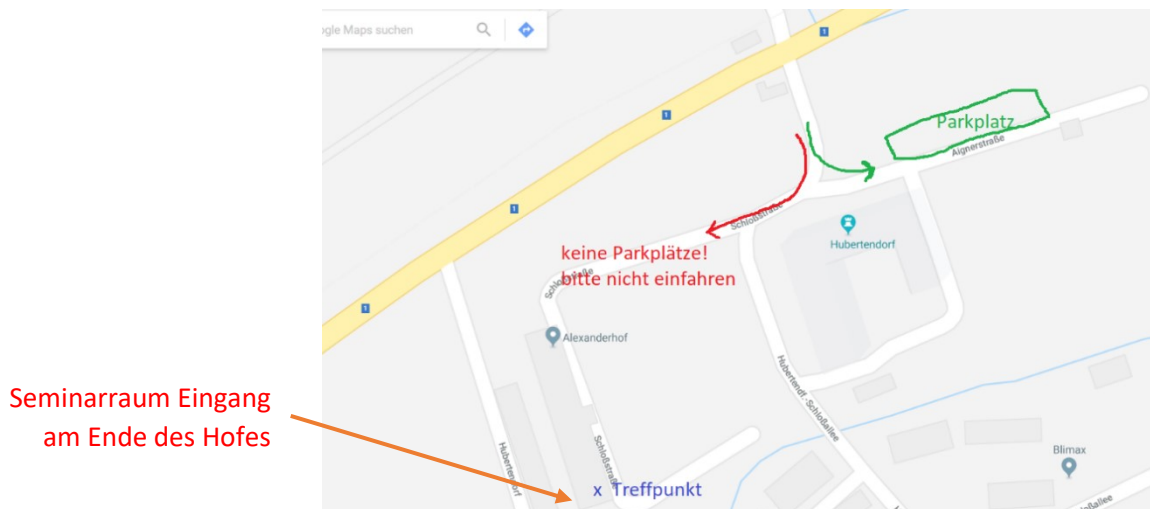 ogle Maps suchen
1
1
Parkplatz
Aignerstraße
1
Schloßstraße
Hubertendorf
keine Parkplätze!
bitte nicht einfahren
Schloßallee
1
Alexanderhof
Hubertendf.-Schloßallee
Seminarraum Eingang
am Ende des Hofes
Hubertendorf
Schloßstraße
Blimax
x Treffpunkt
oßallee